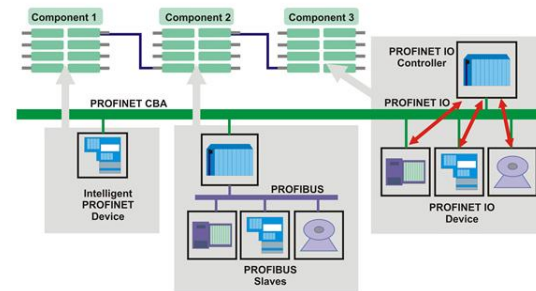 Component 1
Component 2
Component 3
PROFINET IO
Controller
PROFINET CBA
PROFINET IO
Intelligent
PROFINET
Device
PROFIBUS
PROFIBUS
Slaves
PROFINET IO
Device